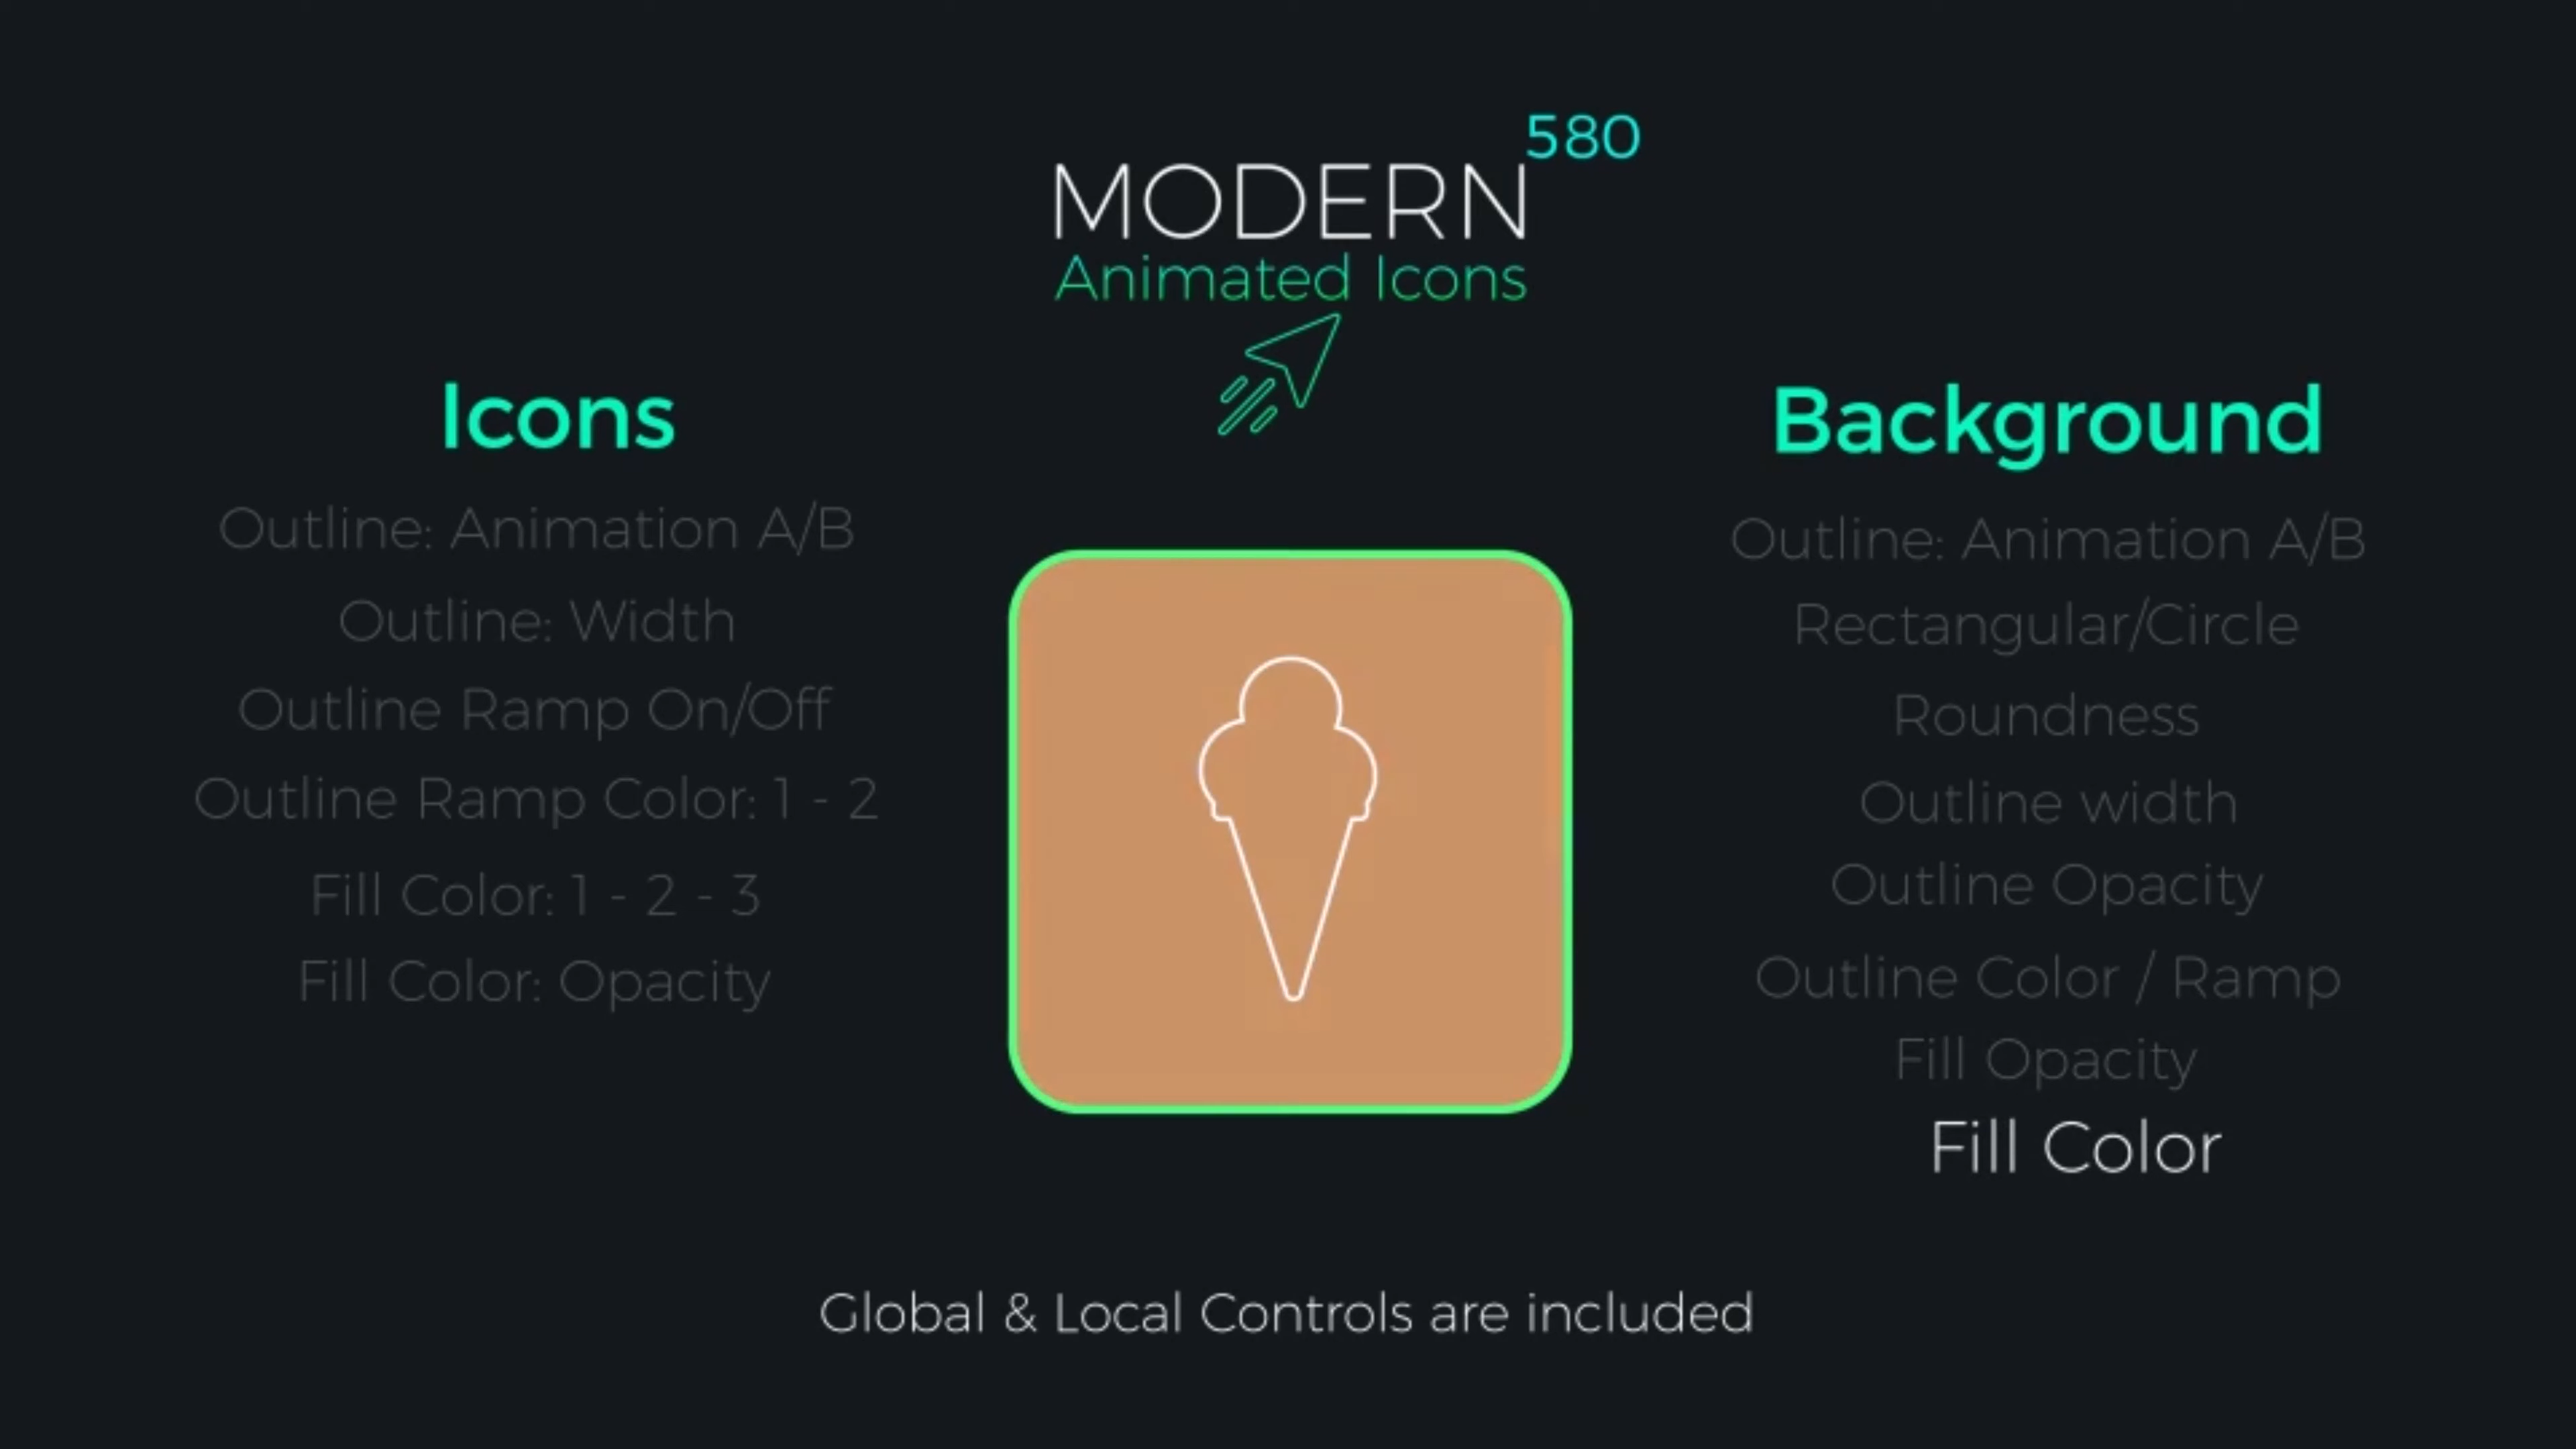 580
MODERN
Animated Icons
Icons
Outline: Animation A/B
Outline: Width
Outline Ramp On/Off
Outline Ramp Color: 1 - 2
Fill Color: 1 - 2 - 3
Fill Color: Opacity
Background
Outline: Animation A/B
Rectangular/Circle
Roundness
Outline width
Outline Opacity
Outline Color / Ramp
Fill Opacity
Fill Color
Global & Local Controls are included